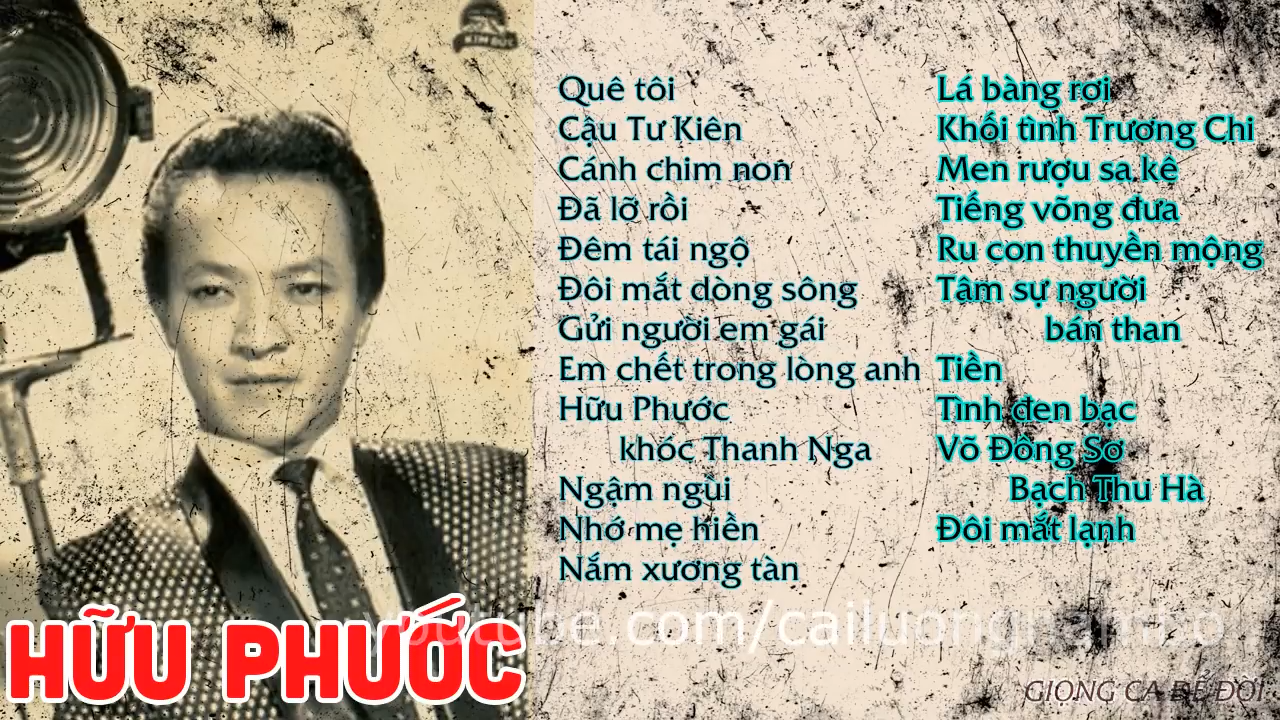 KIM ĐỨC
Quê tôi
Cậu Tư Kiên
Cánh chim non
Đã lỡ rồi
Đêm tái ngộ
Đôi mắt dòng sông
Gửi người em gái
Em chết trong lòng anh
Hữu Phước
khóc Thanh Nga
Ngậm ngùi
Nhớ mẹ hiền
Nắm xương tàn
Lá bàng rơi
Khối tình Trương Chi
Men rượu sa kê
Tiếng võng đưa
Ru con thuyền mộng
Tâm sự người
bán than
Tiền
Tình đen bạc
Võ Đông Sơ
Bạch Thu Hà
Đôi mắt lạnh
youtube.com/cailuongnambo
HỮU PHƯỚC
GIỌNG CA ĐỂ ĐỜI